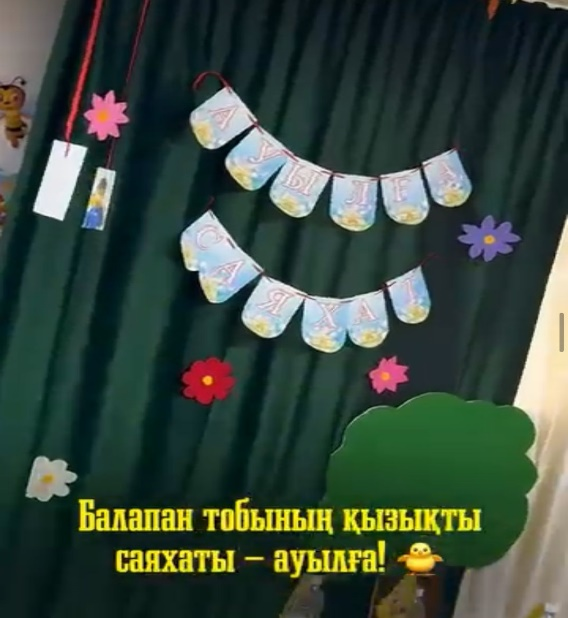 АУЫЛҒА
САЯХАТ
Балапан тобының қызықты
саяхаты – ауылға! 🐥